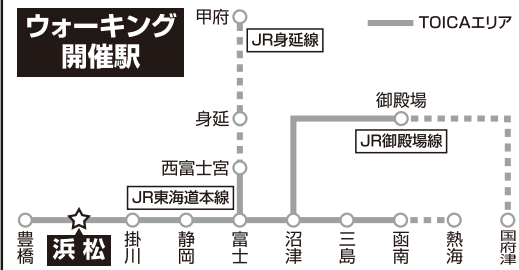 ウォーキング
開催駅
甲府
TOICAエリア
JR身延線
御殿場
身延
JR御殿場線
西富士宮
JR東海道本線
豊橋
浜松
掛川
静岡
富士
沼津
三島
函南
熱海
国府津